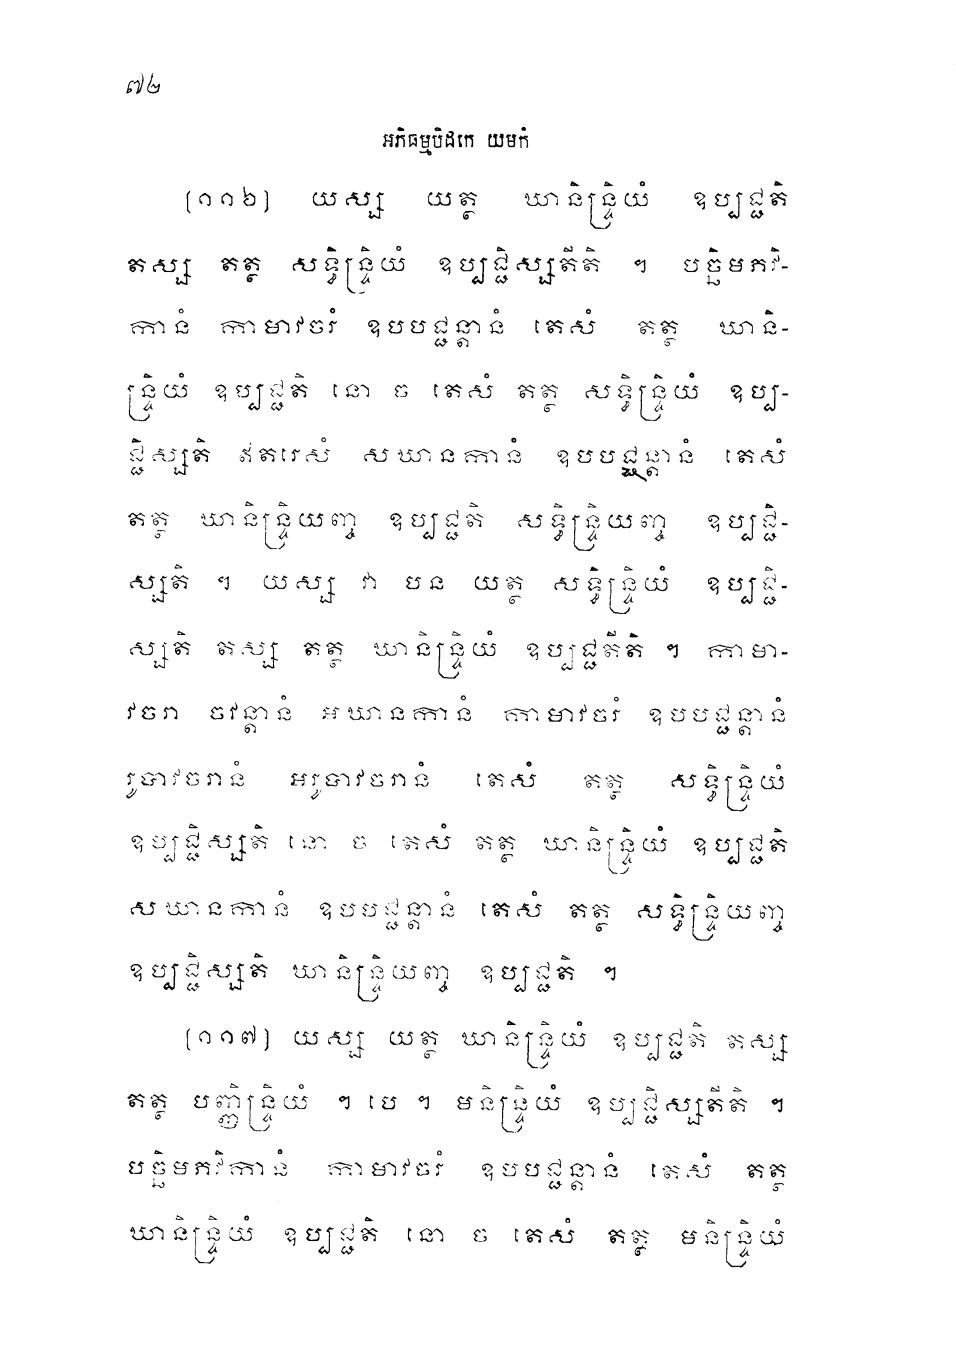 ៧២
អភិធម្មបិដកេ យមកំ
[១១៦] យស្ស យត្ថ ឃានិន្ទ្រិយំ ឧប្បជ្ជតិ
តស្ស តត្ថ សទ្ធិន្ទ្រិយំ ឧប្បជ្ជិស្សតីតិ ។ បច្ឆិមភវិ-
កានំ កាមាវចរំ ឧបបជ្ជន្តានំ តេសំ តត្ថ ឃានិ-
ន្ទ្រិយំ ឧប្បជ្ជតិ នោ ច តេសំ តត្ថ សទ្ធិន្ទ្រិយំ ឧប្ប-
ជ្ជិស្សតិ ឥតរេសំ សឃានកានំ ឧបបជ្ជន្តានំ តេសំ
តត្ថ ឃានិន្ទ្រិយញ្ច ឧប្បជ្ជតិ សទ្ធិន្ទ្រិយញ្ច ឧប្បជ្ជិ-
ស្សតិ ។ យស្ស វា បន យត្ថ សទ្ធិន្ទ្រិយំ ឧប្បជ្ជិ-
ស្សតិ តស្ស តត្ថ ឃានិន្ទ្រិយំ ឧប្បជ្ជតីតិ ។ កាមា-
វចរា ចវន្តានំ អឃានកានំ កាមាវចរំ ឧបបជ្ជន្តានំ
រូបាវចរានំ អរូបាវចរានំ តេសំ តត្ថ សទ្ធិន្ទ្រិយំ
ឧប្បជ្ជិស្សតិ នោ ច តេសំ តត្ថ ឃានិន្ទ្រិយំ ឧប្បជ្ជតិ
សឃានកានំ ឧបបជ្ជន្តានំ តេសំ តត្ថ សទ្ធិន្ទ្រិយញ្ច
ឧប្បជ្ជិស្សតិ ឃានិន្ទ្រិយញ្ច ឧប្បជ្ជតិ ។
[១១៧] យស្ស យត្ថ ឃានិន្ទ្រិយំ ឧប្បជ្ជតិ តស្ស
តត្ថ បញ្ញិន្ទ្រិយំ ។ បេ ។ មនិន្ទ្រិយំ ឧប្បជ្ជិស្សតីតិ ។
បច្ឆិមភវិកានំ កាមាវចរំ ឧបបជ្ជន្តានំ តេសំ តត្ថ
ឃានិន្ទ្រិយំ ឧប្បជ្ជតិ នោ ច តេសំ តត្ថ មនិន្ទ្រិយំ